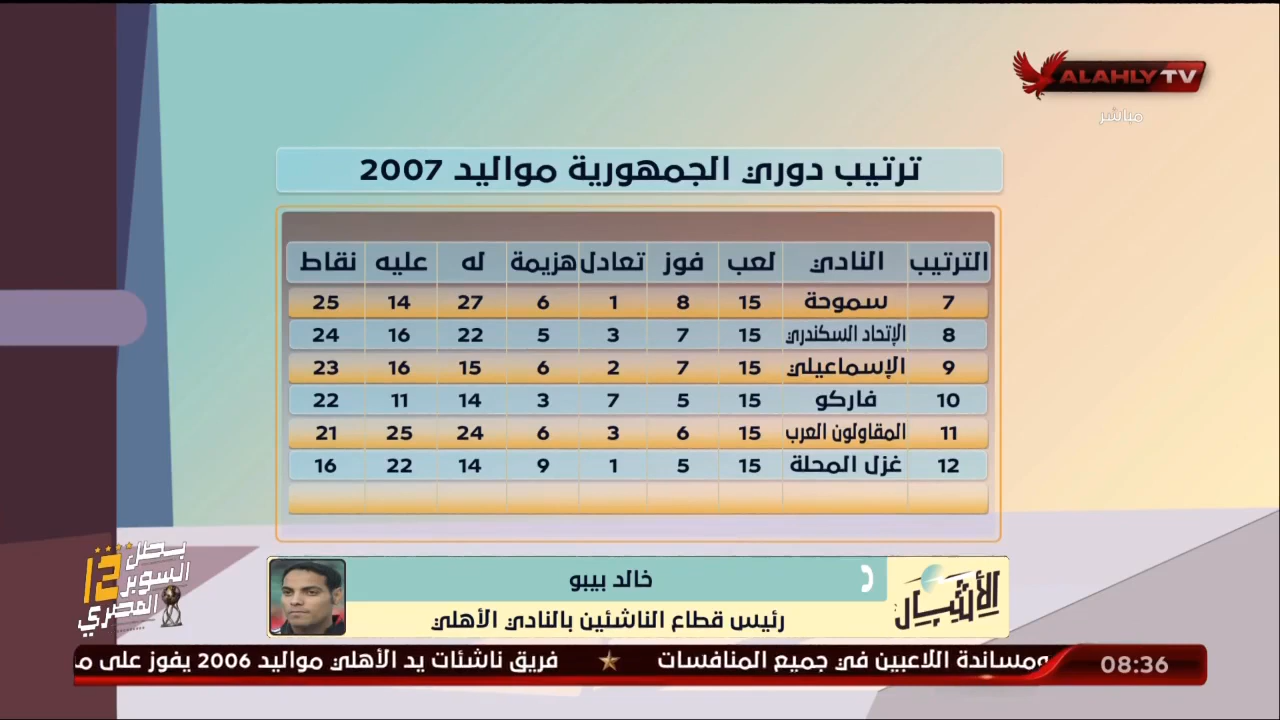 ALAHLY TV
مباشر
ترتيب دوري الجمهورية مواليد 2007
الترتيب النادي لعب فوز تعادل هزيمة له عليه نقاط
7 سموحة 15 8 1 6 27 14 25
8 الإتحاد السكندري 15 7 3 5 22 16 24
9 الإسماعيلي 15 7 2 6 15 16 23
10 فاركو 15 5 7 3 14 11 22
11 المقاولون العرب 15 6 3 6 24 25 21
12 غزل المحلة 15 5 1 9 14 22 16
بطل
السوبر 12
المصري
الأشبال
خالد بيبو
رئيس قطاع الناشئين بالنادي الأهلي
08:36
ومساندة اللاعبين في جميع المنافسات ★ فريق ناشئات يد الأهلي مواليد 2006 يفوز على مد